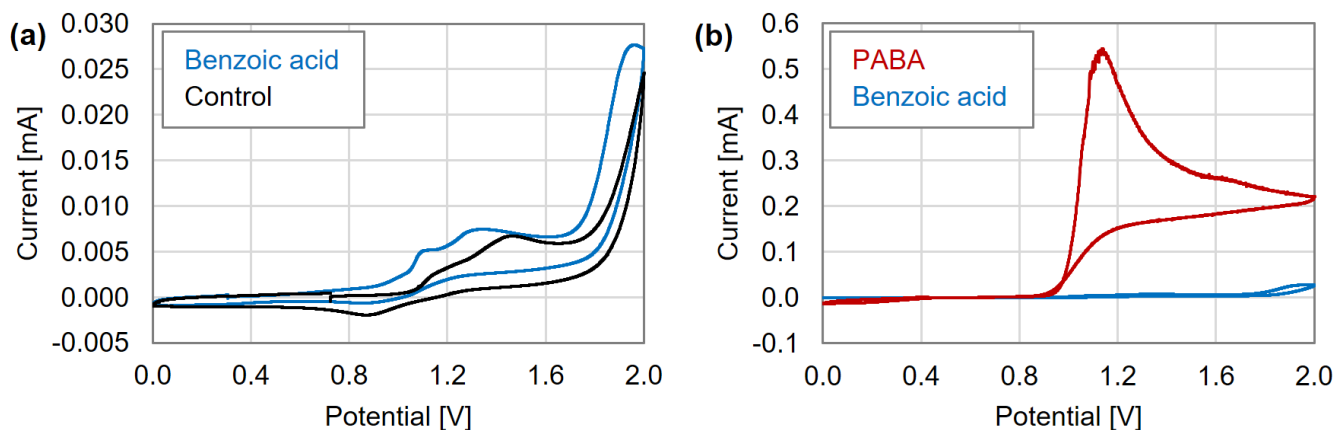 (a)
0.030
0.025
0.020
0.015
0.010
0.005
0.000
-0.005
Current [mA]
Benzoic acid
Control
0.0
0.4
0.8
1.2
1.6
2.0
Potential [V]
(b)
0.6
0.5
0.4
0.3
0.2
0.1
0.0
-0.1
Current [mA]
PABA
Benzoic acid
0.0
0.4
0.8
1.2
1.6
2.0
Potential [V]